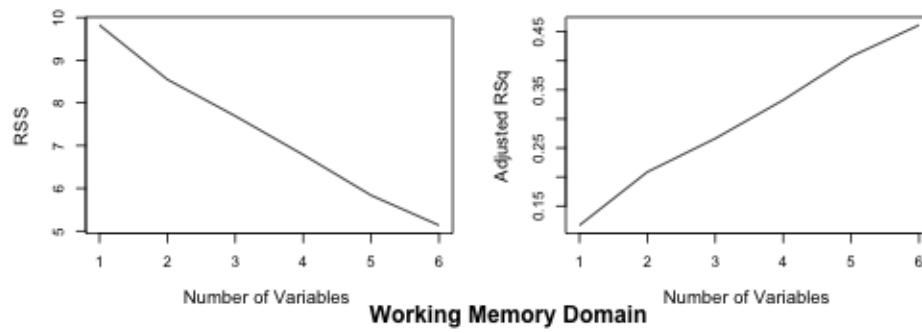 RSS
10
9
8
7
6
5
1 2 3 4 5 6
Number of Variables
Adjusted RSq
0.45
0.35
0.25
0.15
1 2 3 4 5 6
Number of Variables
Working Memory Domain